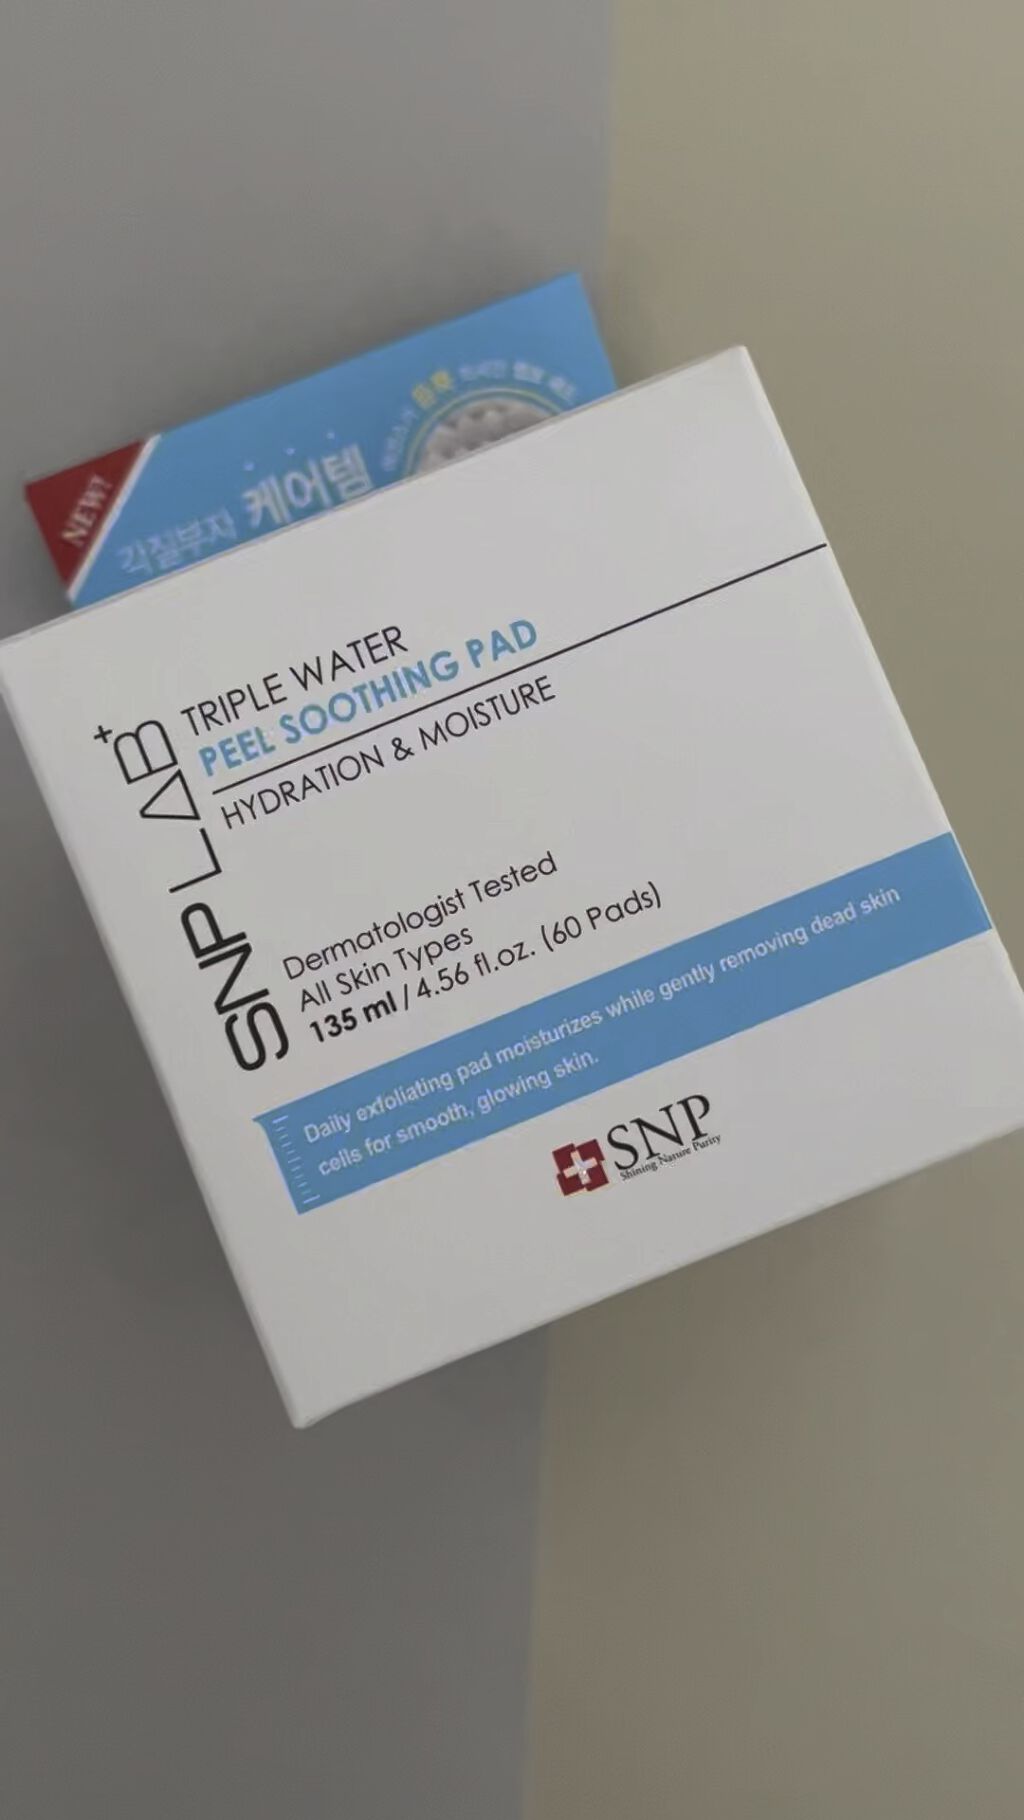 NEW!
각질부자 케어템
SNP LAB+
TRIPLE WATER
PEEL SOOTHING PAD
HYDRATION & MOISTURE
Dermatologist Tested
All Skin Types
135 ml / 4.56 fl.oz. (60 Pads)
Daily exfoliating pad moisturizes while gently removing dead skin
cells for smooth, glowing skin.
SNP
Shining Nature Purity